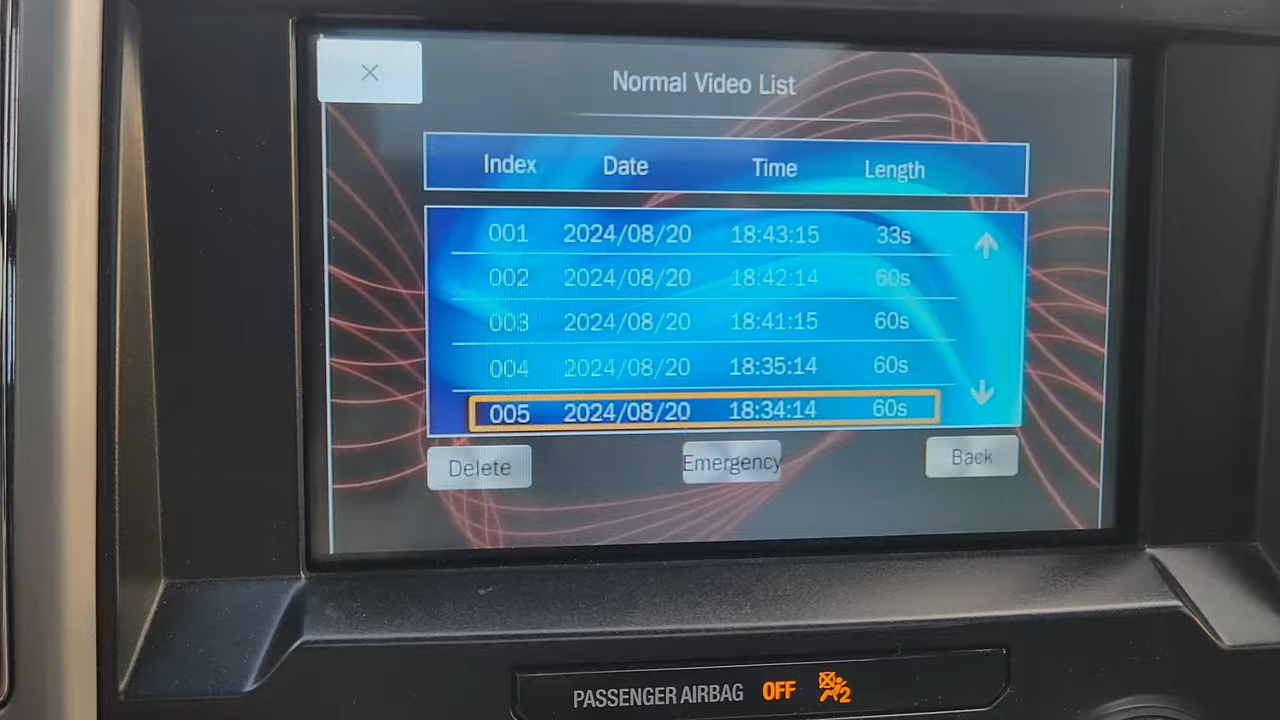 ×
Normal Video List
Index Date Time Length
001 2024/08/20 18:43:15 33s
002 2024/08/20 18:42:14 60s
003 2024/08/20 18:41:15 60s
004 2024/08/20 18:35:14 60s
005 2024/08/20 18:34:14 60s
Delete Emergency Back
PASSENGER AIRBAG OFF 2